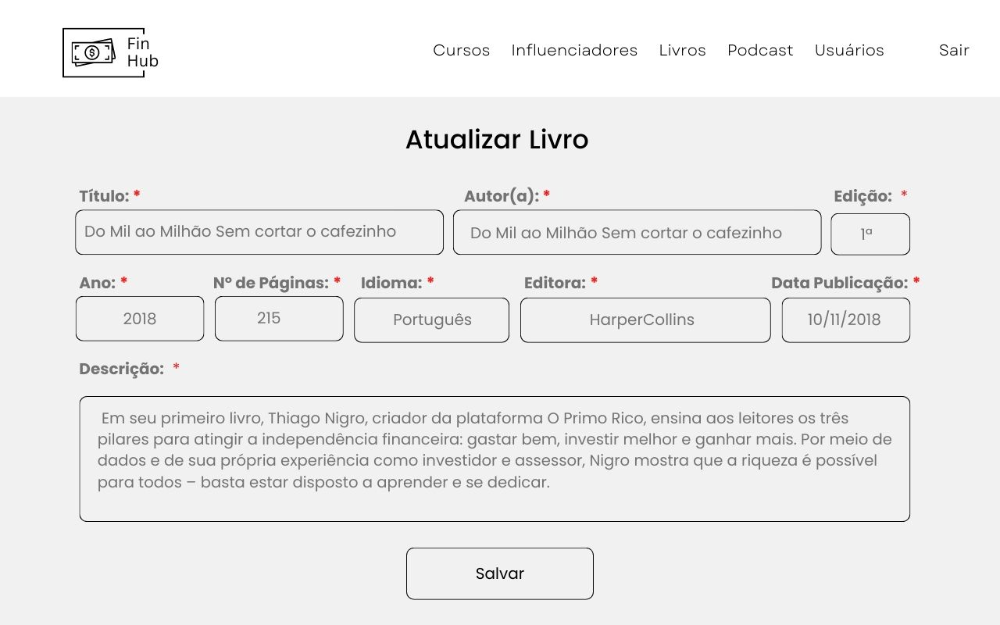 Fin
Hub
Cursos Influenciadores Livros Podcast Usuários Sair
Atualizar Livro
Título: * Autor(a): * Edição: *
Do Mil ao Milhão Sem cortar o cafezinho Do Mil ao Milhão Sem cortar o cafezinho 1ª
Ano: * Nº de Páginas: * Idioma: * Editora: * Data Publicação: *
2018 215 Português HarperCollins 10/11/2018
Descrição: *
Em seu primeiro livro, Thiago Nigro, criador da plataforma O Primo Rico, ensina aos leitores os três
pilares para atingir a independência financeira: gastar bem, investir melhor e ganhar mais. Por meio de
dados e de sua própria experiência como investidor e assessor, Nigro mostra que a riqueza é possível
para todos – basta estar disposto a aprender e se dedicar.
Salvar